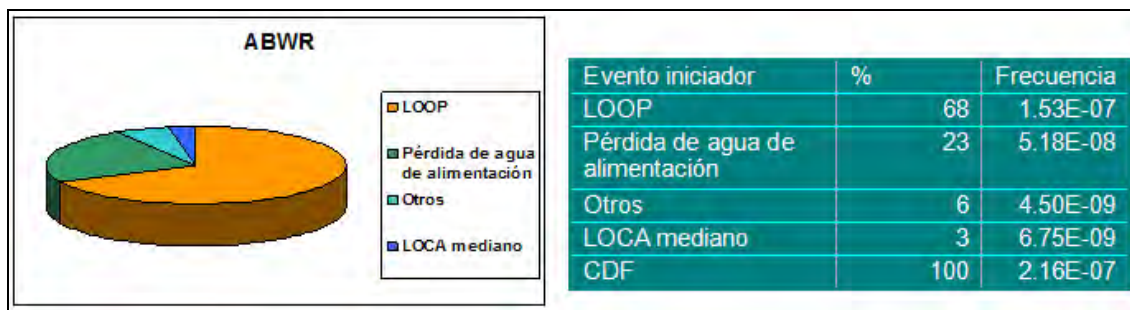 ABWR
LOOP
Pérdida de agua
de alimentación
Otros
LOCA mediano
Evento iniciador % Frecuencia
LOOP 68 1.53E-07
Pérdida de agua de 23 5.18E-08
alimentación
Otros 6 4.50E-09
LOCA mediano 3 6.75E-09
CDF 100 2.16E-07